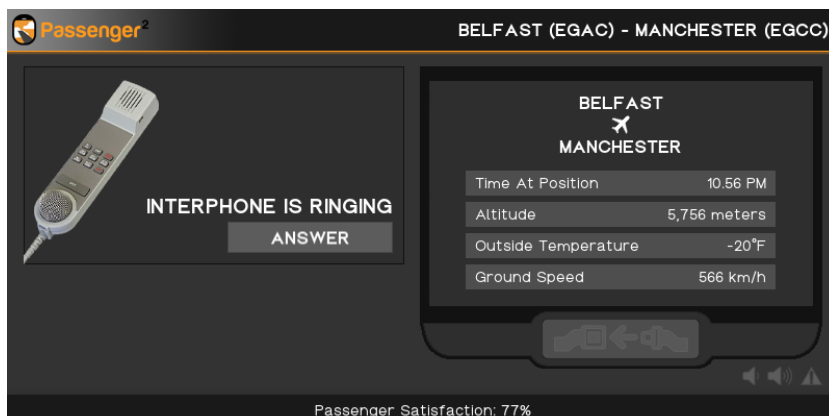 Passenger²
BELFAST (EGAC) - MANCHESTER (EGCC)
INTERPHONE IS RINGING
ANSWER
BELFAST
MANCHESTER
Time At Position 10.56 PM
Altitude 5,756 meters
Outside Temperature -20°F
Ground Speed 566 km/h
Passenger Satisfaction: 77%